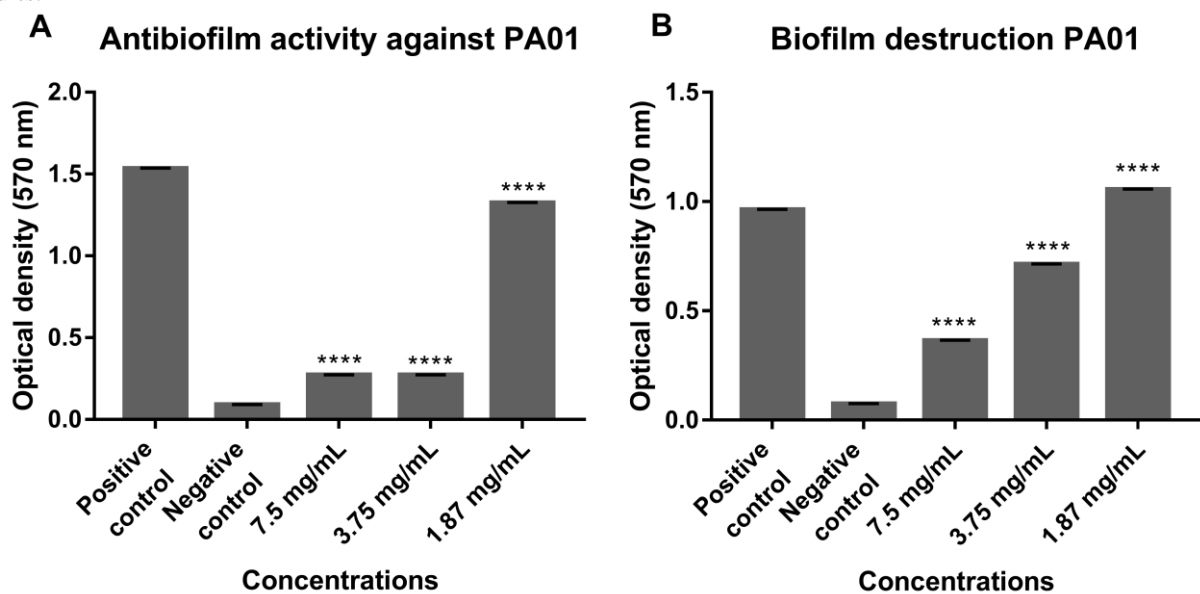 A Antibiofilm activity against PA01
Optical density (570 nm)
2.0
1.5
1.0
0.5
0.0
****
****
****
Positive
control
Negative
control
7.5 mg/mL
3.75 mg/mL
1.87 mg/mL
Concentrations
B Biofilm destruction PA01
Optical density (570 nm)
1.5
1.0
0.5
0.0
****
****
****
Positive
control
Negative
control
7.5 mg/mL
3.75 mg/mL
1.87 mg/mL
Concentrations